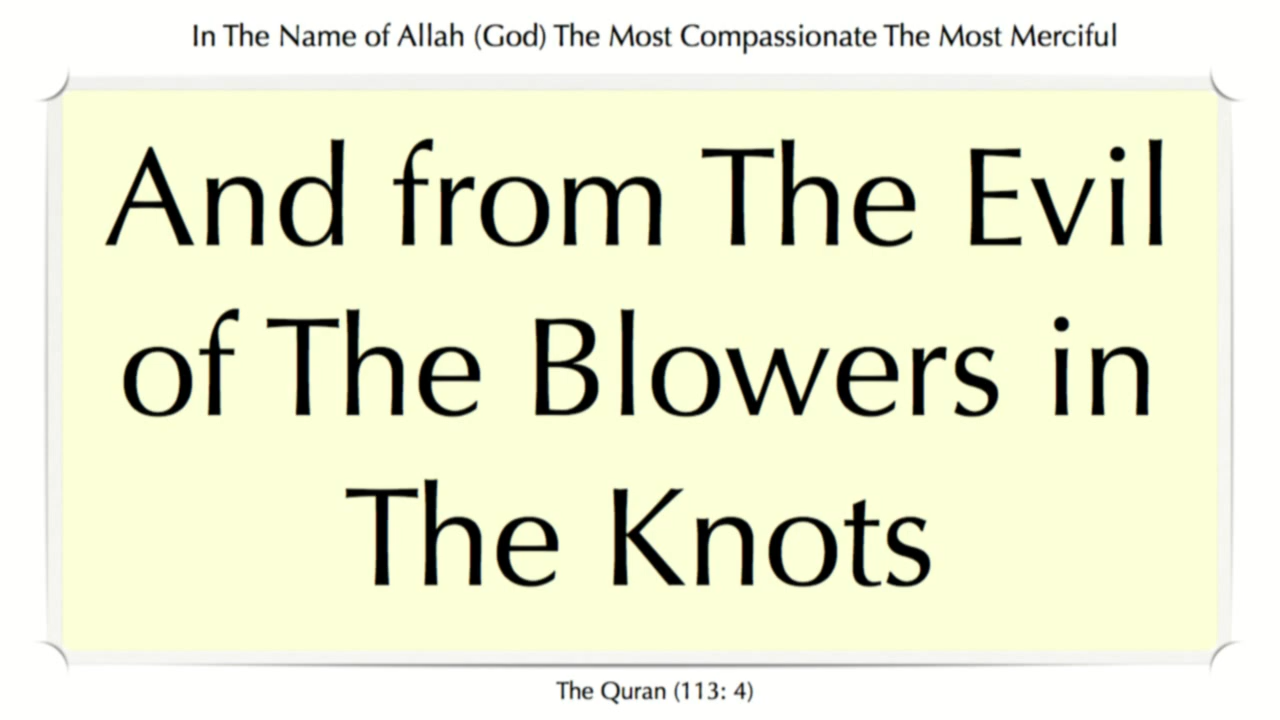 In The Name of Allah (God) The Most Compassionate The Most Merciful
And from The Evil
of The Blowers in
The Knots
The Quran (113: 4)